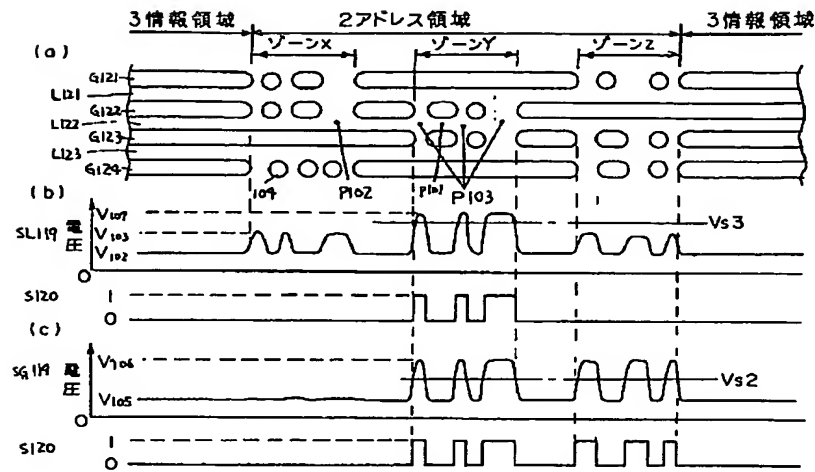 3情報領域 2アドレス領域 3情報領域
ゾーンX ゾーンY ゾーンZ
(a)
G121
L121
G122
L122
G123
L123
G124
104 P102 P101 P103
(b)
SL119 電圧
V107
V103
V102
0
Vs3
S120
1
0
(c)
SG119 電圧
V106
V105
0
Vs2
S120
1
0